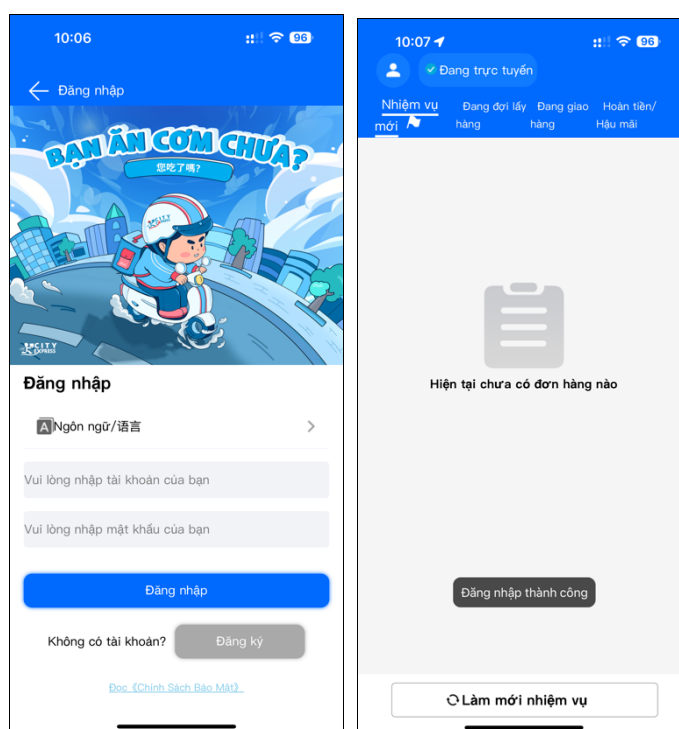 10:06
96
Đăng nhập
BẠN ĂN CƠM CHƯA?
您吃了嗎?
CITY
EXPRESS
Đăng nhập
A Ngôn ngữ/语言
Vui lòng nhập tài khoản của bạn
Vui lòng nhập mật khẩu của bạn
Đăng nhập
Không có tài khoản?
Đăng ký
Đọc《Chính Sách Bảo Mật》
10:07
96
Đang trực tuyến
Nhiệm vụ mới
Đang đợi lấy hàng
Đang giao hàng
Hoàn tiền/ Hậu mãi
Hiện tại chưa có đơn hàng nào
Đăng nhập thành công
Làm mới nhiệm vụ